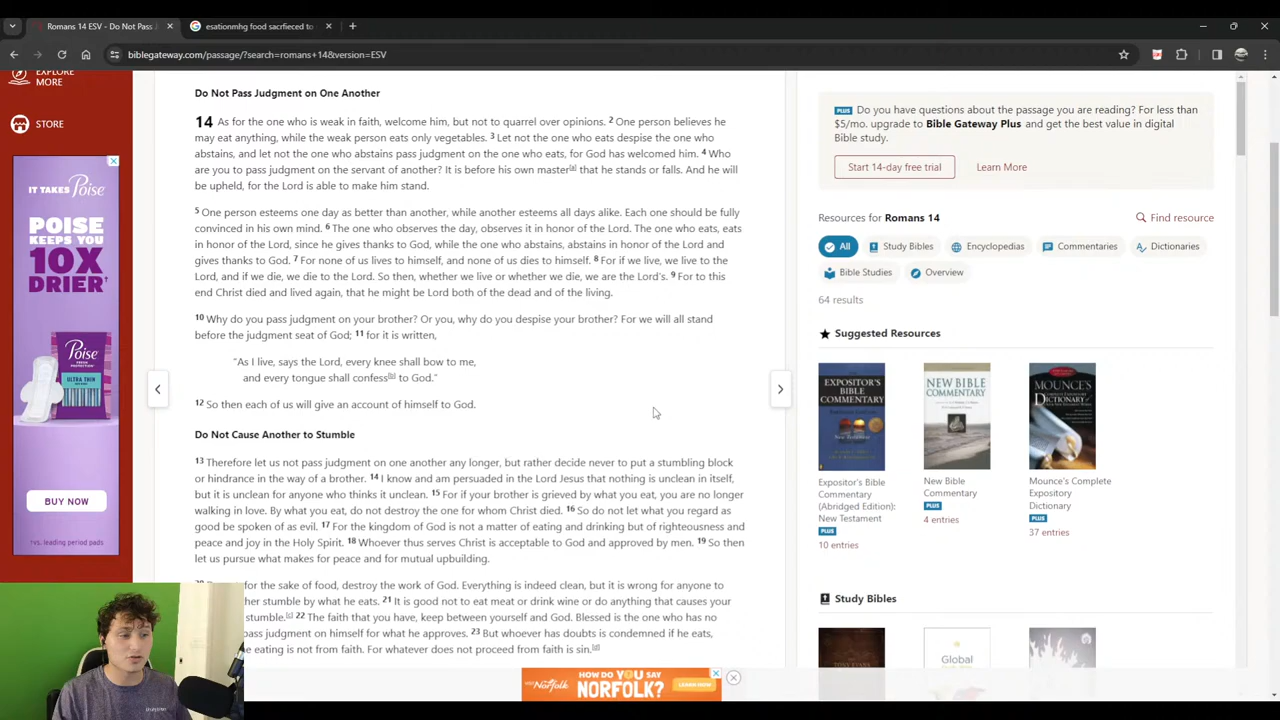 Romans 14 ESV - Do Not Pass J
esationmhg food sacrfieced to
biblegateway.com/passage/?search=romans+14&version=ESV
EXPLORE
MORE
STORE
IT TAKES Poise
POISE
KEEPS YOU
10X
DRIER
Poise
ULTRA THIN
BUY NOW
vs. leading period pads
Do Not Pass Judgment on One Another
14 As for the one who is weak in faith, welcome him, but not to quarrel over opinions. 2 One person believes he
may eat anything, while the weak person eats only vegetables. 3 Let not the one who eats despise the one who
abstains, and let not the one who abstains pass judgment on the one who eats, for God has welcomed him. 4 Who
are you to pass judgment on the servant of another? It is before his own master[a] that he stands or falls. And he will
be upheld, for the Lord is able to make him stand.
5 One person esteems one day as better than another, while another esteems all days alike. Each one should be fully
convinced in his own mind. 6 The one who observes the day, observes it in honor of the Lord. The one who eats, eats
in honor of the Lord, since he gives thanks to God, while the one who abstains, abstains in honor of the Lord and
gives thanks to God. 7 For none of us lives to himself, and none of us dies to himself. 8 For if we live, we live to the
Lord, and if we die, we die to the Lord. So then, whether we live or whether we die, we are the Lord's. 9 For to this
end Christ died and lived again, that he might be Lord both of the dead and of the living.
10 Why do you pass judgment on your brother? Or you, why do you despise your brother? For we will all stand
before the judgment seat of God; 11 for it is written,
"As I live, says the Lord, every knee shall bow to me,
and every tongue shall confess[b] to God."
12 So then each of us will give an account of himself to God.
Do Not Cause Another to Stumble
13 Therefore let us not pass judgment on one another any longer, but rather decide never to put a stumbling block
or hindrance in the way of a brother. 14 I know and am persuaded in the Lord Jesus that nothing is unclean in itself,
but it is unclean for anyone who thinks it unclean. 15 For if your brother is grieved by what you eat, you are no longer
walking in love. By what you eat, do not destroy the one for whom Christ died. 16 So do not let what you regard as
good be spoken of as evil. 17 For the kingdom of God is not a matter of eating and drinking but of righteousness and
peace and joy in the Holy Spirit. 18 Whoever thus serves Christ is acceptable to God and approved by men. 19 So then
let us pursue what makes for peace and for mutual upbuilding.
for the sake of food, destroy the work of God. Everything is indeed clean, but it is wrong for anyone to
her stumble by what he eats. 21 It is good not to eat meat or drink wine or do anything that causes your
stumble.[c] 22 The faith that you have, keep between yourself and God. Blessed is the one who has no
pass judgment on himself for what he approves. 23 But whoever has doubts is condemned if he eats,
e eating is not from faith. For whatever does not proceed from faith is sin.[d]
PLUS Do you have questions about the passage you are reading? For less than
$5/mo. upgrade to Bible Gateway Plus and get the best value in digital
Bible study.
Start 14-day free trial
Learn More
Resources for Romans 14
Find resource
All
Study Bibles
Encyclopedias
Commentaries
Dictionaries
Bible Studies
Overview
64 results
Suggested Resources
EXPOSITOR'S
BIBLE
COMMENTARY
NEW BIBLE
COMMENTARY
MOUNCE'S
DICTIONARY
Expositor's Bible
Commentary
(Abridged Edition):
New Testament
PLUS
10 entries
New Bible
Commentary
PLUS
4 entries
Mounce's Complete
Expository
Dictionary
PLUS
37 entries
Study Bibles
TONY EVANS
Global
HOW DO YOU SAY
NORFOLK?
VISIT Norfolk
LEARN NOW